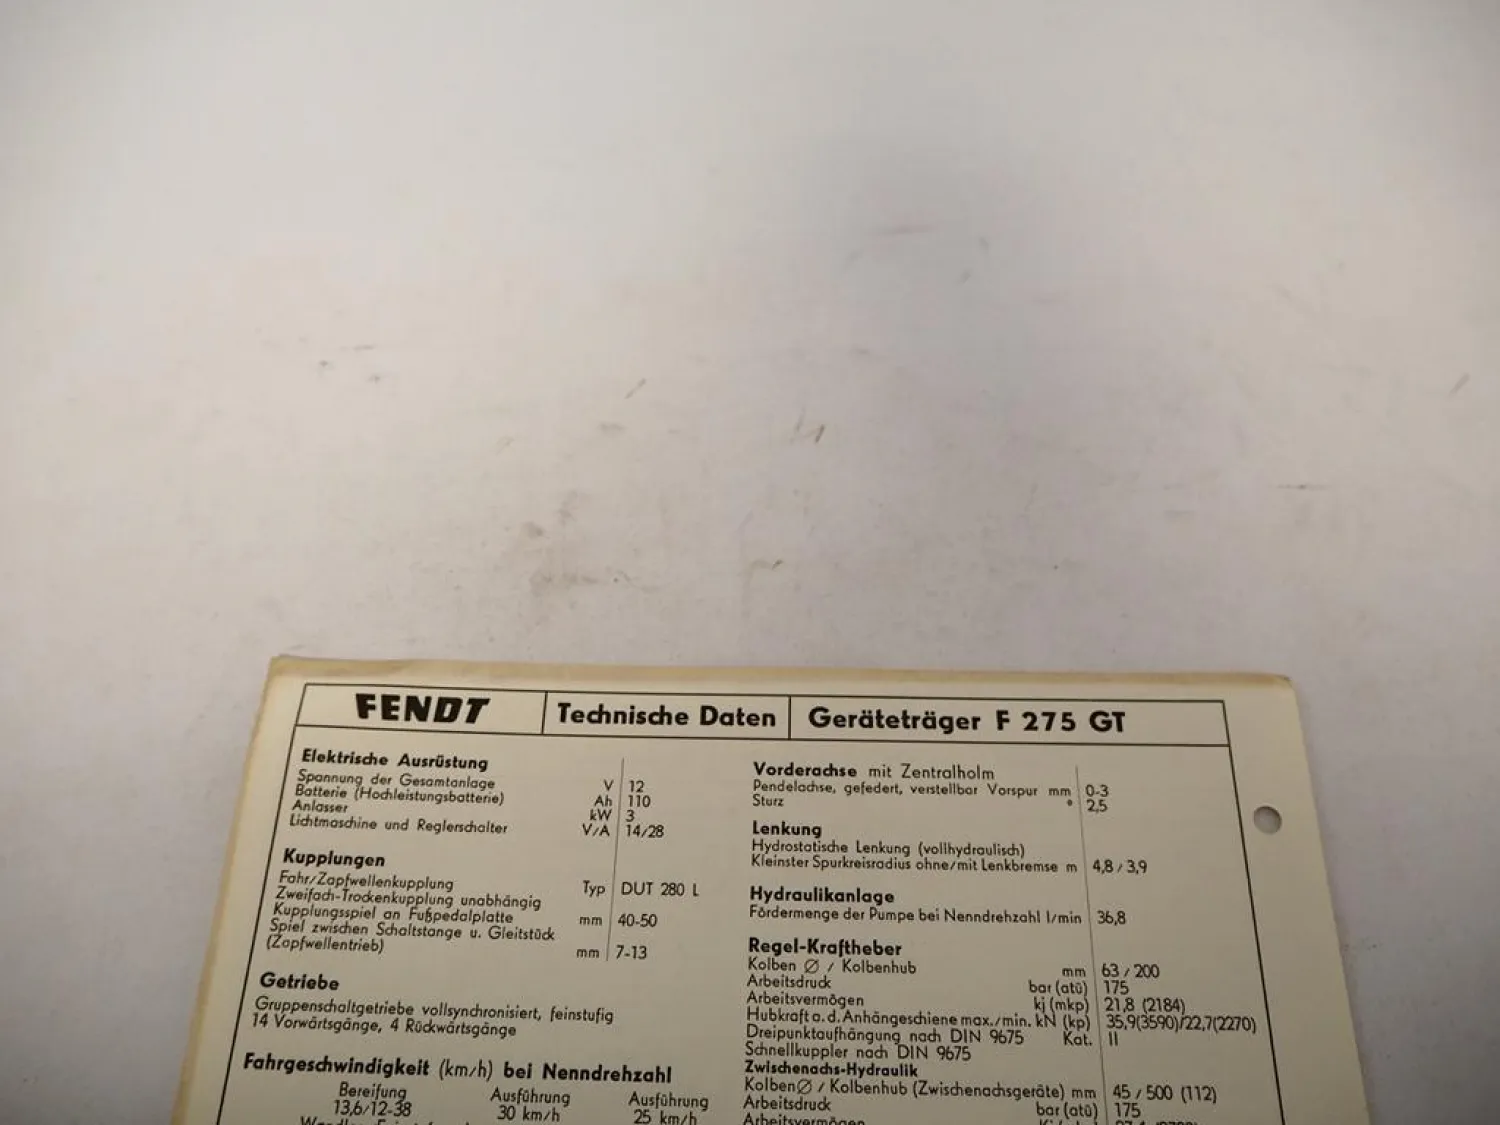 FENDT
Technische Daten
Geräteträger F 275 GT
Elektrische Ausrüstung
Spannung der Gesamtanlage V 12
Batterie (Hochleistungsbatterie) Ah 110
Anlasser kW 3
Lichtmaschine und Reglerschalter V/A 14/28
Kupplungen
Fahr/Zapfwellenkupplung
Zweifach-Trockenkupplung unabhängig Typ DUT 280 L
Kupplungsspiel an Fußpedalplatte mm 40-50
Spiel zwischen Schaltstange u. Gleitstück
(Zapfwellentrieb) mm 7-13
Getriebe
Gruppenschaltgetriebe vollsynchronisiert, feinstufig
14 Vorwärtsgänge, 4 Rückwärtsgänge
Fahrgeschwindigkeit (km/h) bei Nenndrehzahl
Bereifung Ausführung Ausführung
13,6/12-38 30 km/h 25 km/h
Vorderachse mit Zentralholm
Pendelachse, gefedert, verstellbar Vorspur mm 0-3
Sturz ° 2,5
Lenkung
Hydrostatische Lenkung (vollhydraulisch)
Kleinster Spurkreisradius ohne/mit Lenkbremse m 4,8 / 3,9
Hydraulikanlage
Fördermenge der Pumpe bei Nenndrehzahl l/min 36,8
Regel-Kraftheber
Kolben Ø / Kolbenhub mm 63 / 200
Arbeitsdruck bar (atü) 175
Arbeitsvermögen kj (mkp) 21,8 (2184)
Hubkraft a. d. Anhängeschiene max./min. kN (kp) 35,9(3590)/22,7(2270)
Dreipunktaufhängung nach DIN 9675 Kat. II
Schnellkuppler nach DIN 9675
Zwischenachs-Hydraulik
Kolben Ø / Kolbenhub (Zwischenachsgeräte) mm 45 / 500 (112)
Arbeitsdruck bar (atü) 175
Arbeitsvermögen